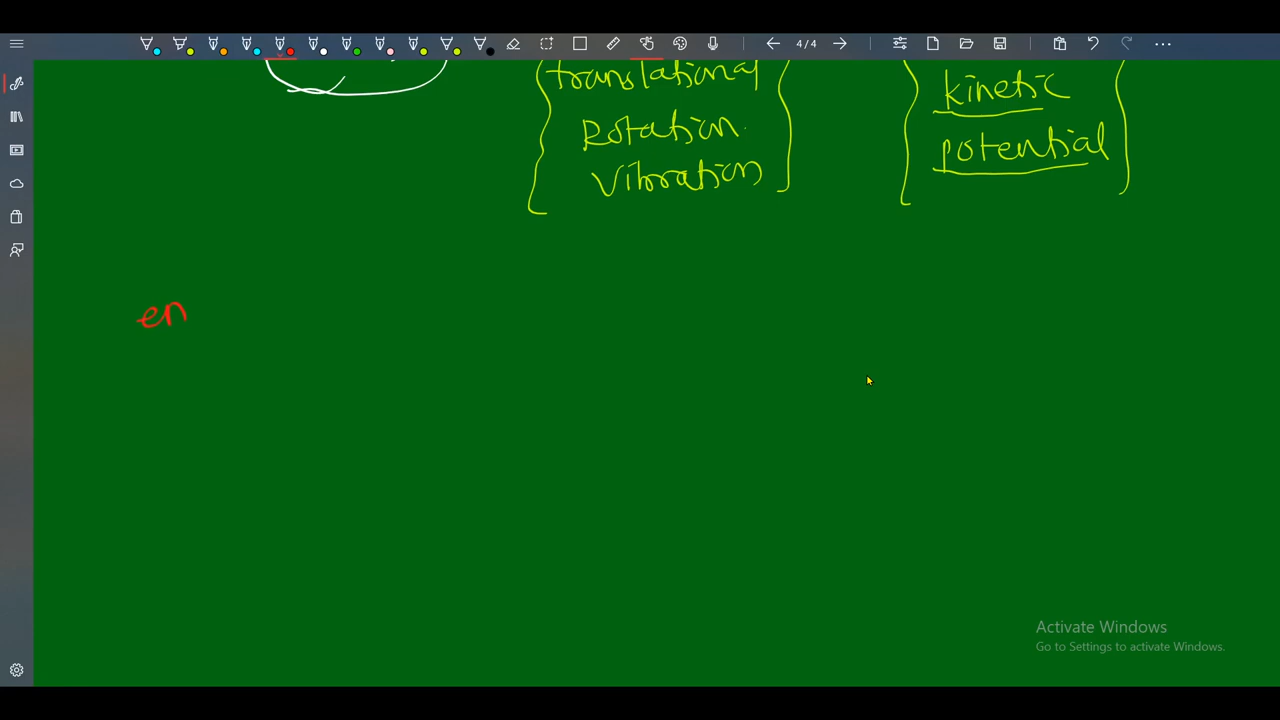 4/4
translational
Rotation
Vibration
kinetic
potential
en
Activate Windows
Go to Settings to activate Windows.